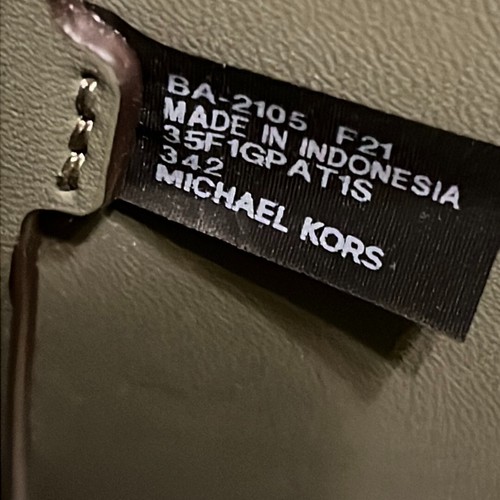 BA-2105 F21
MADE IN INDONESIA
35F1GPAT1S
342
MICHAEL KORS